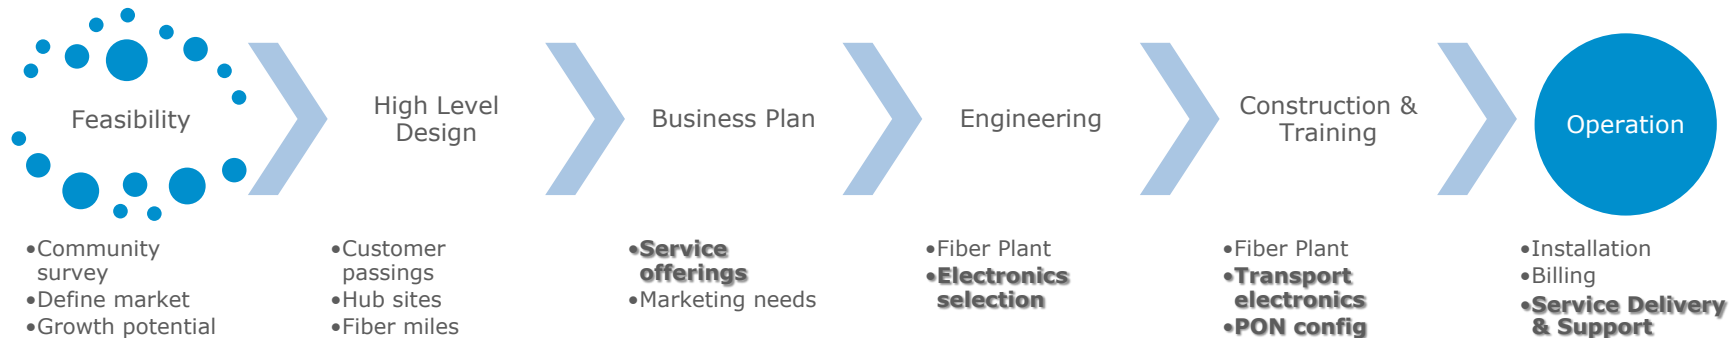 Feasibility
High Level
Design
Business Plan
Engineering
Construction &
Training
Operation
•Community
survey
•Define market
•Growth potential
•Customer
passings
•Hub sites
•Fiber miles
•Service
offerings
•Marketing needs
•Fiber Plant
•Electronics
selection
•Fiber Plant
•Transport
electronics
•PON config
•Installation
•Billing
•Service Delivery
& Support